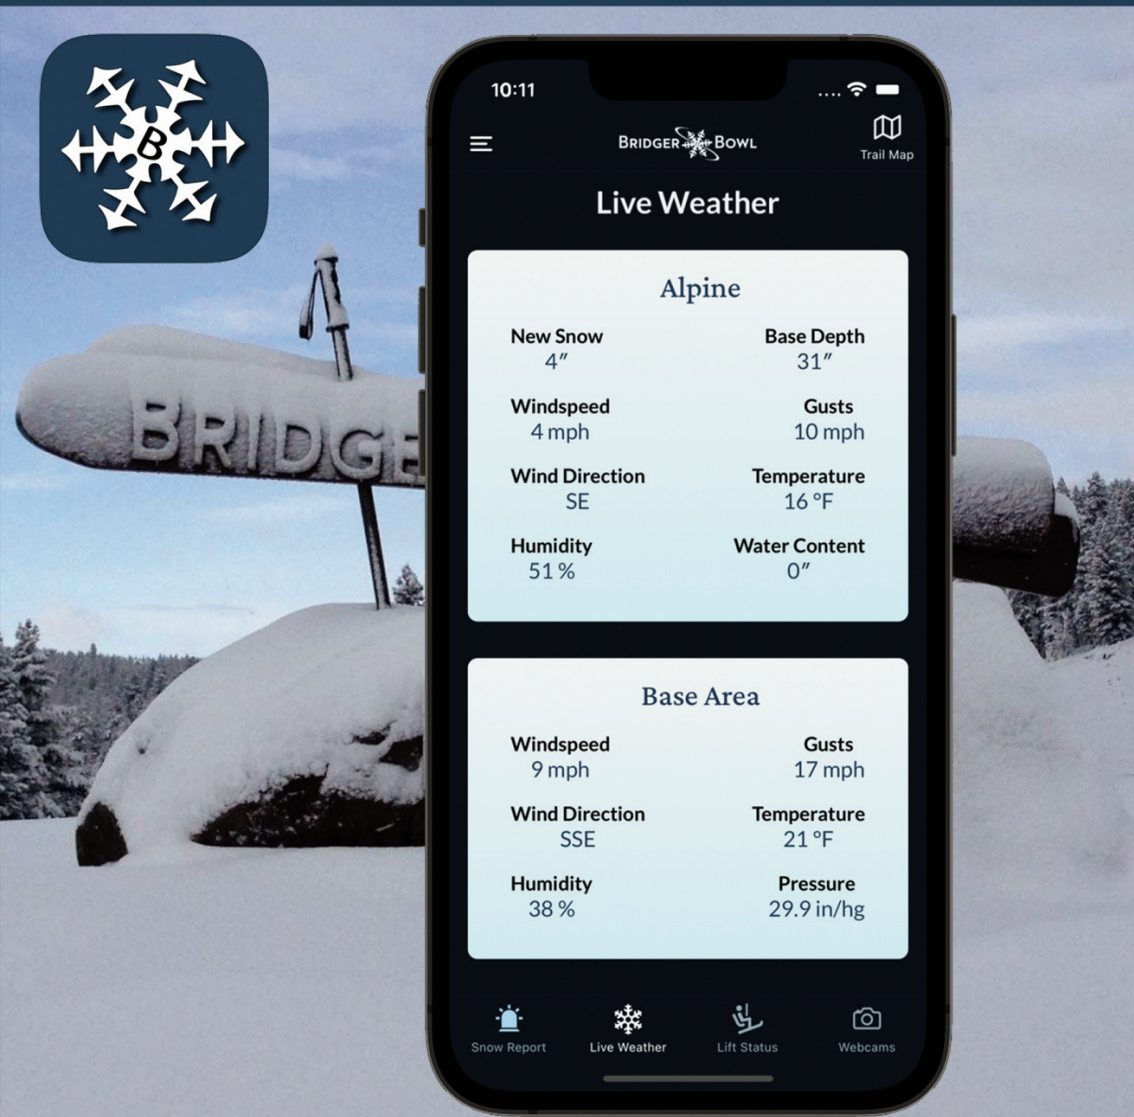 B
BRIDGE
10:11
BRIDGER BOWL
Trail Map
Live Weather
Alpine
New Snow Base Depth
4″ 31″
Windspeed Gusts
4 mph 10 mph
Wind Direction Temperature
SE 16 °F
Humidity Water Content
51 % 0″
Base Area
Windspeed Gusts
9 mph 17 mph
Wind Direction Temperature
SSE 21 °F
Humidity Pressure
38 % 29.9 in/hg
Snow Report Live Weather Lift Status Webcams